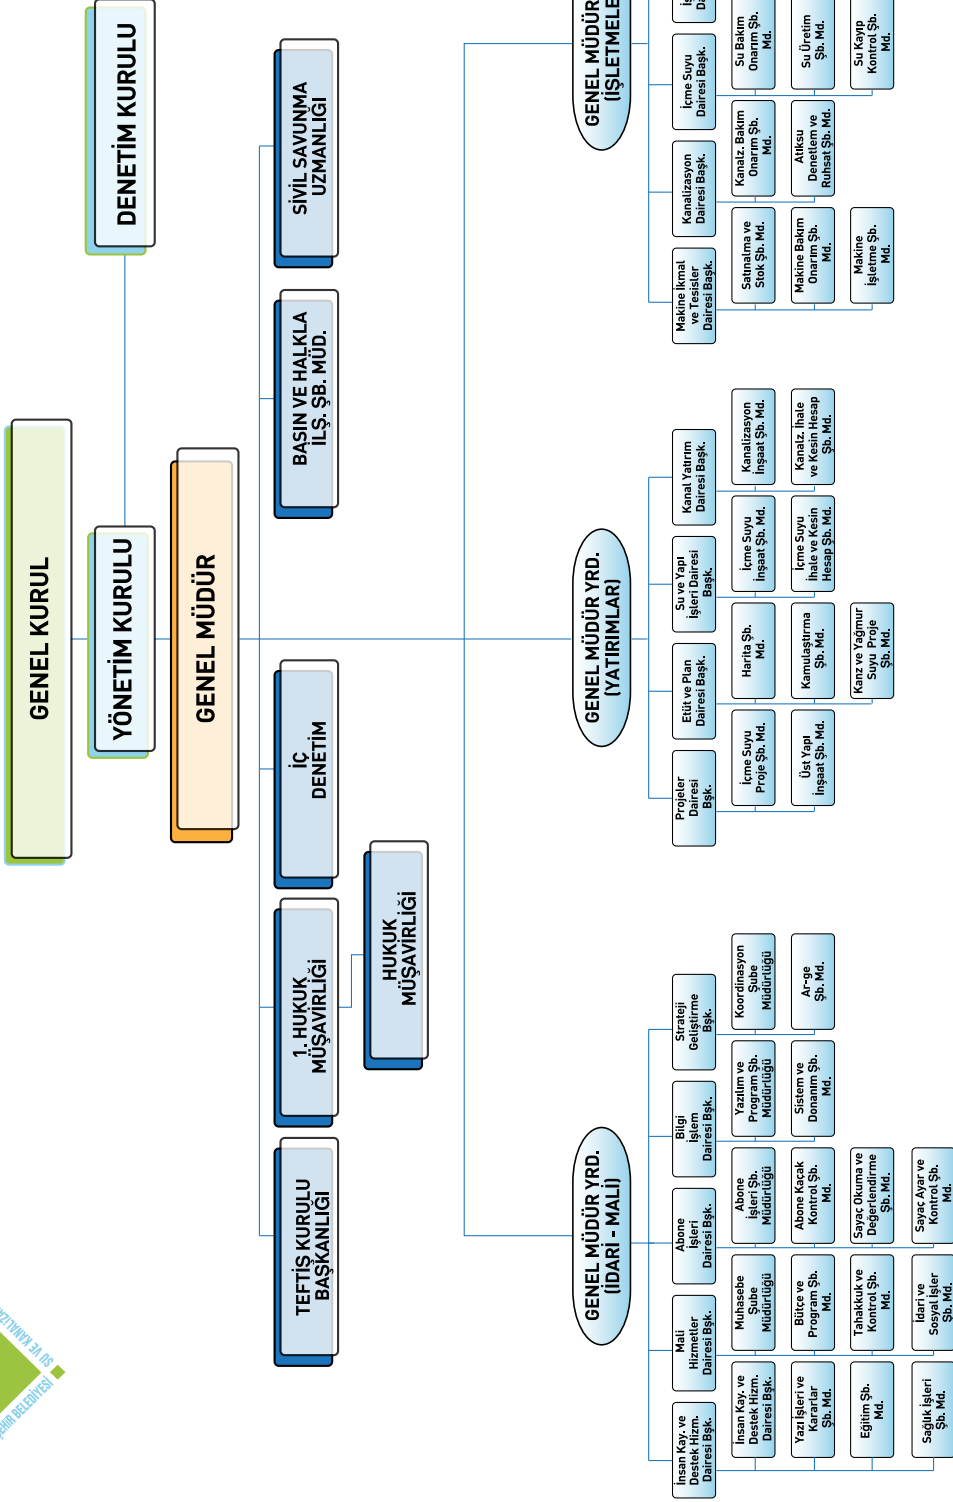 GENEL KURUL
DENETİM KURULU
YÖNETİM KURULU
GENEL MÜDÜR
TEFTİŞ KURULU
BAŞKANLIĞI
1. HUKUK
MÜŞAVİRLİĞİ
HUKUK
MÜŞAVİRLİĞİ
İÇ
DENETİM
BASIN VE HALKLA
İLŞ. ŞB. MÜD.
SİVİL SAVUNMA
UZMANLIĞI
GENEL MÜDÜR YRD.
(İDARİ - MALİ)
İnsan Kay. ve
Destek Hizm.
Dairesi Bşk.
İnsan Kay. ve
Destek Hizm.
Dairesi Bşk.
Yazı İşleri ve
Kararlar
Şb. Md.
Eğitim Şb.
Md.
Sağlık İşleri
Şb. Md.
Mali
Hizmetler
Dairesi Bşk.
Muhasebe
Şube
Müdürlüğü
Bütçe ve
Program Şb.
Md.
Tahakkuk ve
Kontrol Şb.
Md.
İdari ve
Sosyal İşler
Şb. Md.
Abone
İşleri
Dairesi Bşk.
Abone
İşleri Şb.
Müdürlüğü
Abone Kaçak
Kontrol Şb.
Md.
Sayaç Okuma ve
Değerlendirme
Şb. Md.
Sayaç Ayar ve
Kontrol Şb.
Md.
Bilgi
İşlem
Dairesi Bşk.
Yazılım ve
Program Şb.
Müdürlüğü
Sistem ve
Donanım Şb.
Md.
Strateji
Geliştirme
Bşk.
Koordinasyon
Şube
Müdürlüğü
Ar-ge
Şb. Md.
GENEL MÜDÜR YRD.
(YATIRIMLAR)
Projeler
Dairesi
Bşk.
İçme Suyu
Proje Şb. Md.
Üst Yapı
İnşaat Şb. Md.
Etüt ve Plan
Dairesi Başk.
Harita Şb.
Md.
Kamulaştırma
Şb. Md.
Kanz ve Yağmur
Suyu Proje
Şb. Md.
Su ve Yapı
İşleri Dairesi
Başk.
İçme Suyu
İnşaat Şb. Md.
İçme Suyu
İhale ve Kesin
Hesap Şb. Md.
Kanal Yatırım
Dairesi Başk.
Kanalizasyon
İnşaat Şb. Md.
Kanalz. İhale
ve Kesin Hesap
Şb. Md.
GENEL MÜDÜR
(İŞLETMELE
Makine İkmal
ve Tesisler
Dairesi Başk.
Satınalma ve
Stok Şb. Md.
Makine Bakım
Onarım Şb.
Md.
Makine
İşletme Şb.
Md.
Kanalizasyon
Dairesi Başk.
Kanalz. Bakım
Onarım Şb.
Md.
Atıksu
Denetlem ve
Ruhsat Şb. Md.
İçme Suyu
Dairesi Başk.
Su Bakım
Onarım Şb.
Md.
Su Üretim
Şb. Md.
Su Kayıp
Kontrol Şb.
Md.
Da
BELEDİYESİ
SU VE